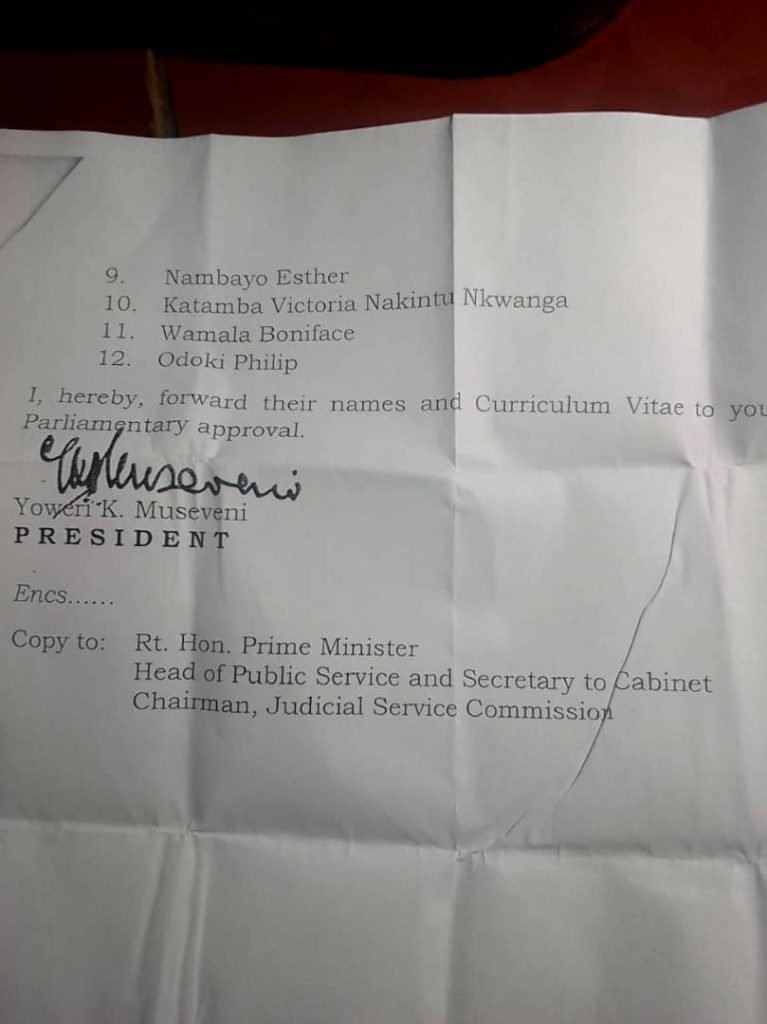 9. Nambayo Esther
10. Katamba Victoria Nakintu Nkwanga
11. Wamala Boniface
12. Odoki Philip
I, hereby, forward their names and Curriculum Vitae to you
Parliamentary approval.
Yoweri K. Museveni
PRESIDENT
Encs......
Copy to: Rt. Hon. Prime Minister
Head of Public Service and Secretary to Cabinet
Chairman, Judicial Service Commission